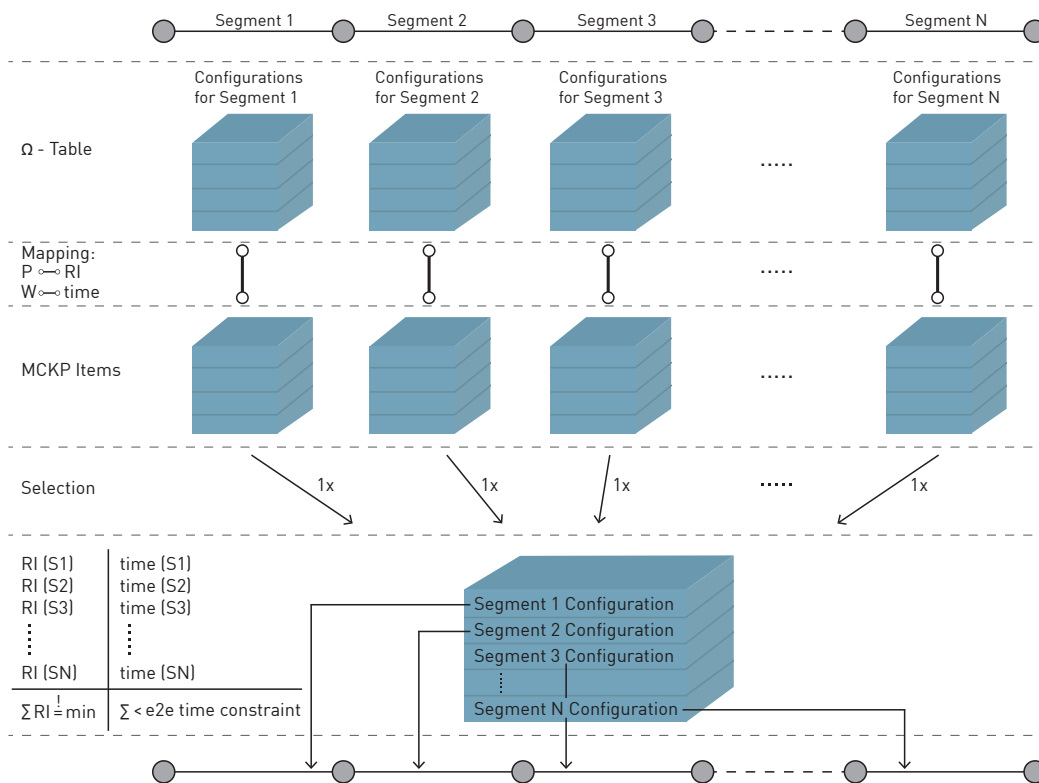 Segment 1 Segment 2 Segment 3 Segment N
Configurations for Segment 1
Configurations for Segment 2
Configurations for Segment 3
Configurations for Segment N
Ω - Table
.....
Mapping:
P RI
W time
.....
MCKP Items
.....
Selection
1x 1x 1x ..... 1x
RI (S1) time (S1)
RI (S2) time (S2)
RI (S3) time (S3)
RI (SN) time (SN)
∑ RI != min ∑ < e2e time constraint
Segment 1 Configuration
Segment 2 Configuration
Segment 3 Configuration
Segment N Configuration